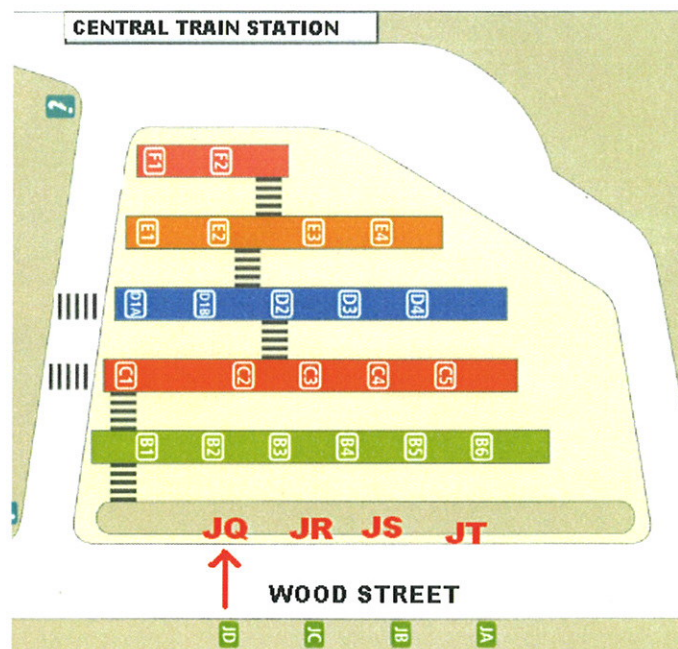 CENTRAL TRAIN STATION
i
F1 F2
E1 E2 E3 E4
D1A D1B D2 D3 D4
C1 C2 C3 C4 C5
B1 B2 B3 B4 B5 B6
JQ JR JS JT
WOOD STREET
JD JC JB JA